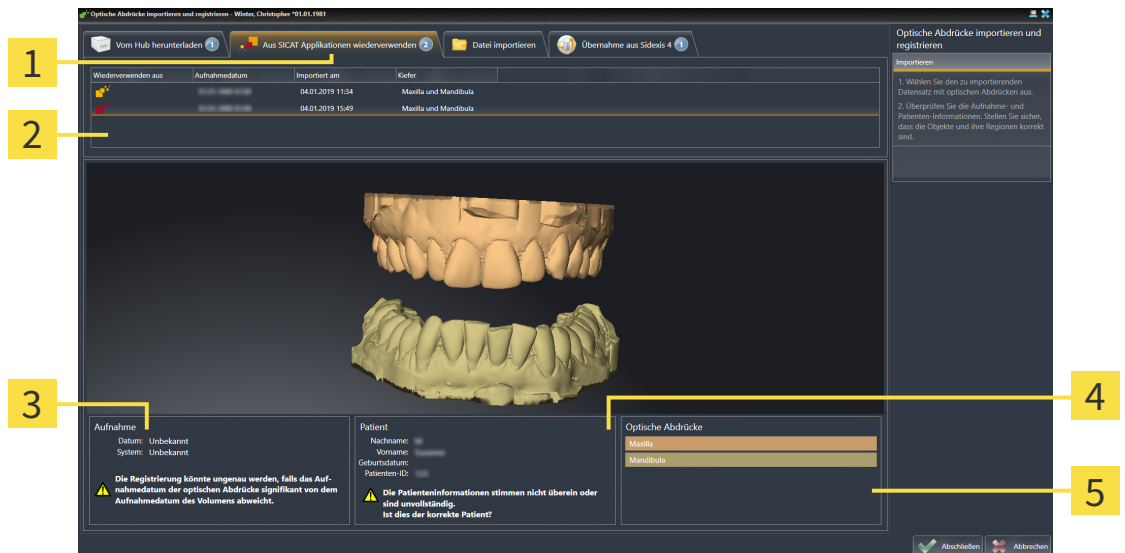 Optische Abdrücke importieren und registrieren - Winter, Christopher *01.01.1981
Vom Hub herunterladen 1
Aus SICAT Applikationen wiederverwenden 2
Datei importieren
Übernahme aus Sidexis 4 1
1
Wiederverwenden aus Aufnahmedatum Importiert am Kiefer
04.01.2019 11:34 Maxilla und Mandibula
04.01.2019 15:49 Maxilla und Mandibula
2
Optische Abdrücke importieren und
registrieren
Importieren
1. Wählen Sie den zu importierenden
Datensatz mit optischen Abdrücken aus.
2. Überprüfen Sie die Aufnahme- und
Patienten-Informationen. Stellen Sie sicher,
dass die Objekte und ihre Regionen korrekt
sind.
3
Aufnahme
Datum: Unbekannt
System: Unbekannt
Die Registrierung könnte ungenau werden, falls das Auf-
nahmedatum der optischen Abdrücke signifikant von dem
Aufnahmedatum des Volumens abweicht.
Patient
Nachname:
Vorname:
Geburtsdatum:
Patienten-ID:
Die Patienteninformationen stimmen nicht überein oder
sind unvollständig.
Ist dies der korrekte Patient?
4
Optische Abdrücke
Maxilla
Mandibula
5
Abschließen
Abbrechen